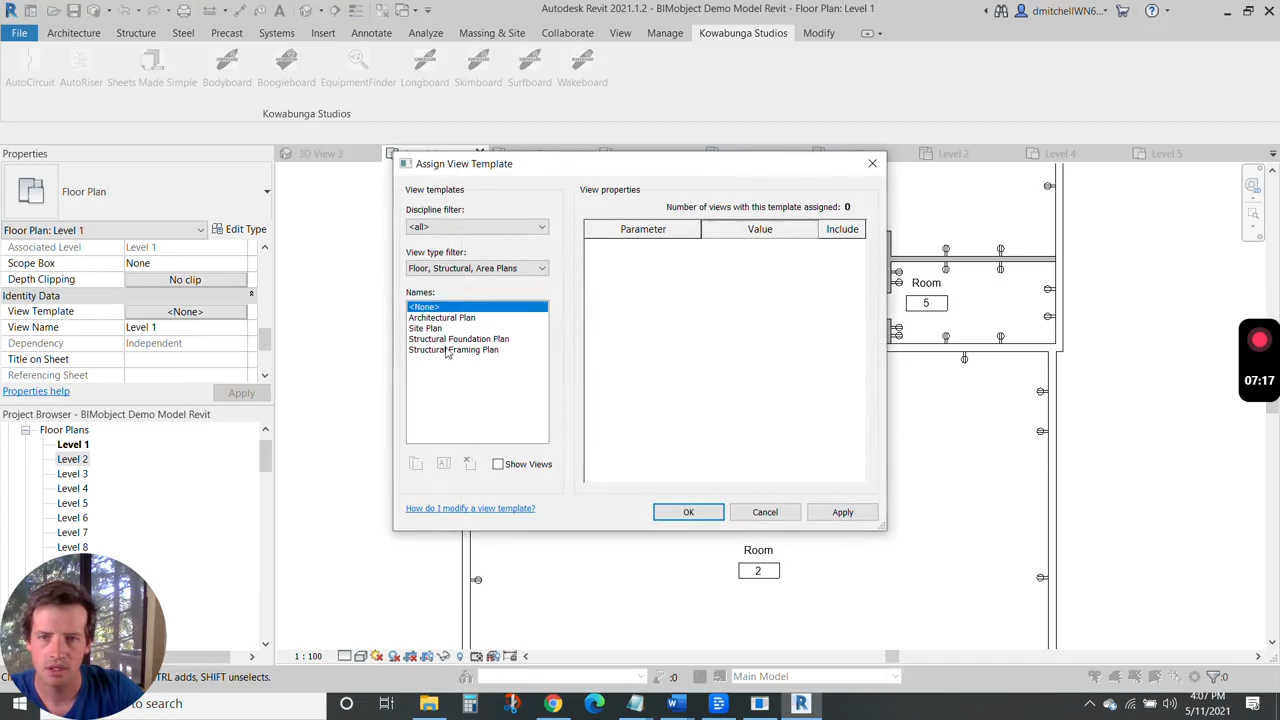 Autodesk Revit 2021.1.2 - BIMobject Demo Model Revit - Floor Plan: Level 1
dmitchellWN6...
File Architecture Structure Steel Precast Systems Insert Annotate Analyze Massing & Site Collaborate View Manage Kowabunga Studios Modify
AutoCircuit AutoRiser Sheets Made Simple Bodyboard Boogieboard EquipmentFinder Longboard Skimboard Surfboard Wakeboard
Kowabunga Studios
Properties
3D View 3
Level 2
Level 4
Level 5
Floor Plan
Floor Plan: Level 1
Edit Type
Associated Level Level 1
Scope Box None
Depth Clipping No clip
Identity Data
View Template <None>
View Name Level 1
Dependency Independent
Title on Sheet
Referencing Sheet
Properties help
Apply
Project Browser - BIMobject Demo Model Revit
Floor Plans
Level 1
Level 2
Level 3
Level 4
Level 5
Level 6
Level 7
Level 8
Assign View Template
View templates
Discipline filter:
<all>
View type filter:
Floor, Structural, Area Plans
Names:
<None>
Architectural Plan
Site Plan
Structural Foundation Plan
Structural Framing Plan
Show Views
How do I modify a view template?
View properties
Number of views with this template assigned: 0
Parameter Value Include
OK Cancel Apply
Room
5
Room
2
07:17
1 : 100
TRL adds, SHIFT unselects.
:0
Main Model
:0
to search
4:07 PM
5/11/2021